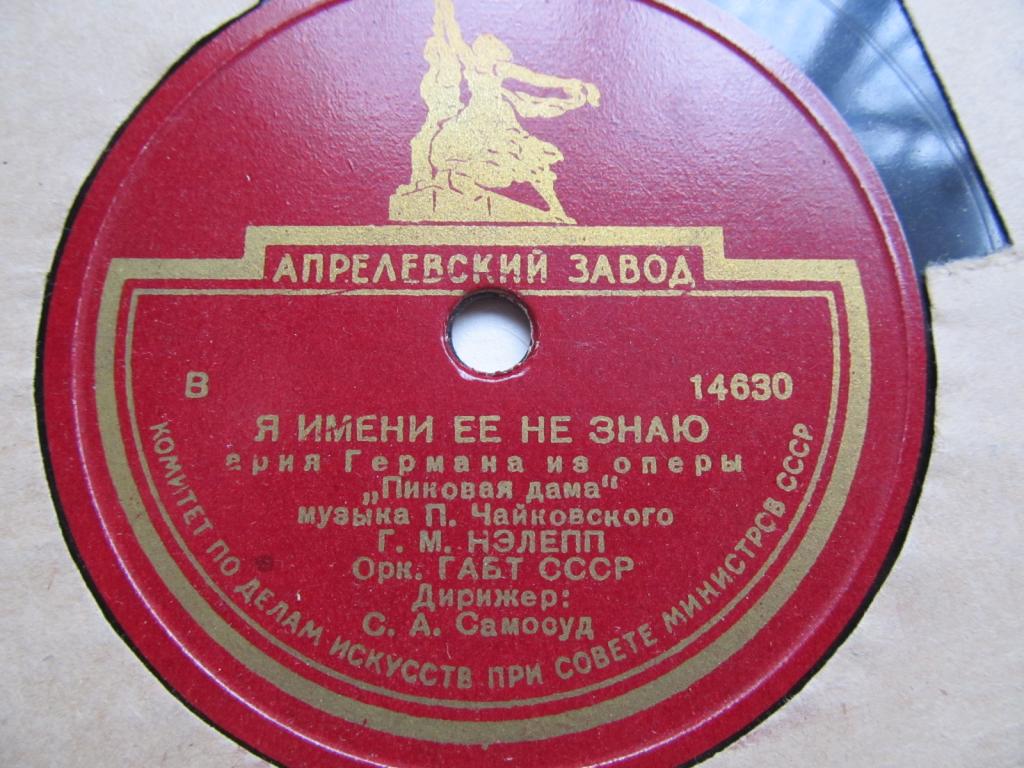 АПРЕЛЕВСКИЙ ЗАВОД
В 14630
Я ИМЕНИ ЕЕ НЕ ЗНАЮ
ария Германа из оперы
„Пиковая дама“
музыка П. Чайковского
Г. М. НЭЛЕПП
Орк. ГАБТ СССР
Дирижер:
С. А. Самосуд
КОМИТЕТ ПО ДЕЛАМ ИСКУССТВ ПРИ СОВЕТЕ МИНИСТРОВ СССР